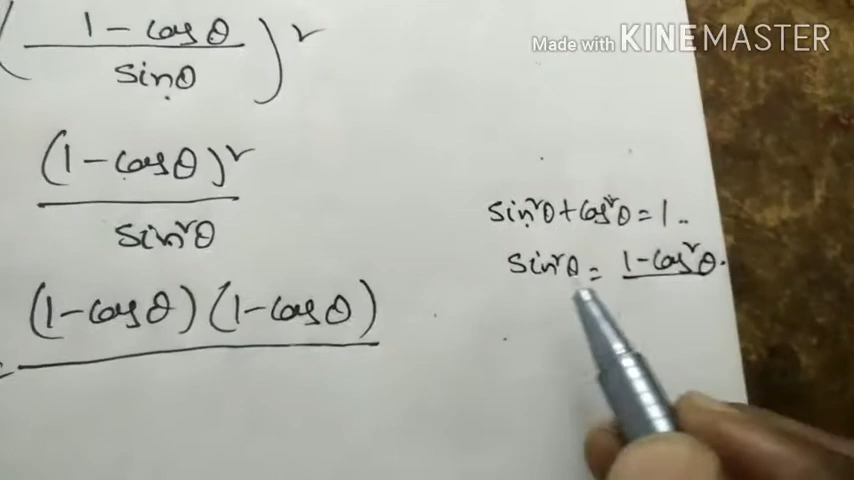 Made with KINEMASTER
(1 - cosθ / sinθ)²
(1 - cosθ)² / sin²θ
sin²θ + cos²θ = 1 ..
sin²θ = 1 - cos²θ.
= (1 - cosθ) (1 - cosθ)